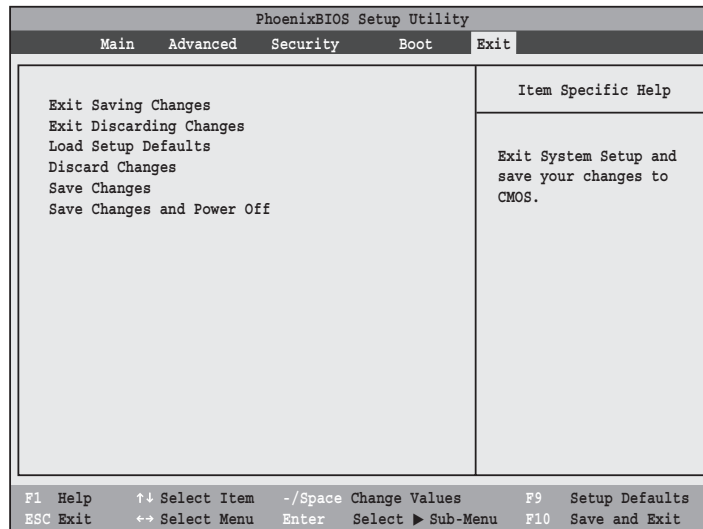 PhoenixBIOS Setup Utility
Main Advanced Security Boot Exit
Exit Saving Changes
Exit Discarding Changes
Load Setup Defaults
Discard Changes
Save Changes
Save Changes and Power Off
Item Specific Help
Exit System Setup and
save your changes to
CMOS.
F1 Help ↑↓ Select Item -/Space Change Values F9 Setup Defaults
ESC Exit ←→ Select Menu Enter Select ▶ Sub-Menu F10 Save and Exit